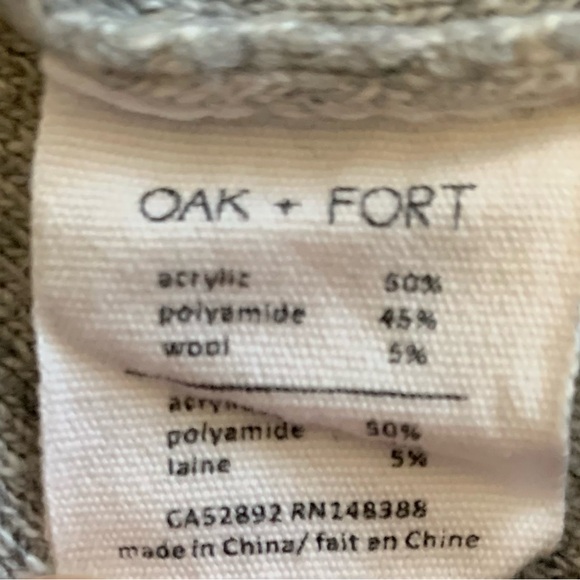 OAK + FORT
acrylic 50%
polyamide 45%
wool 5%
polyamide 50%
laine 5%
CA52892 RN148388
made in China/ fait en Chine